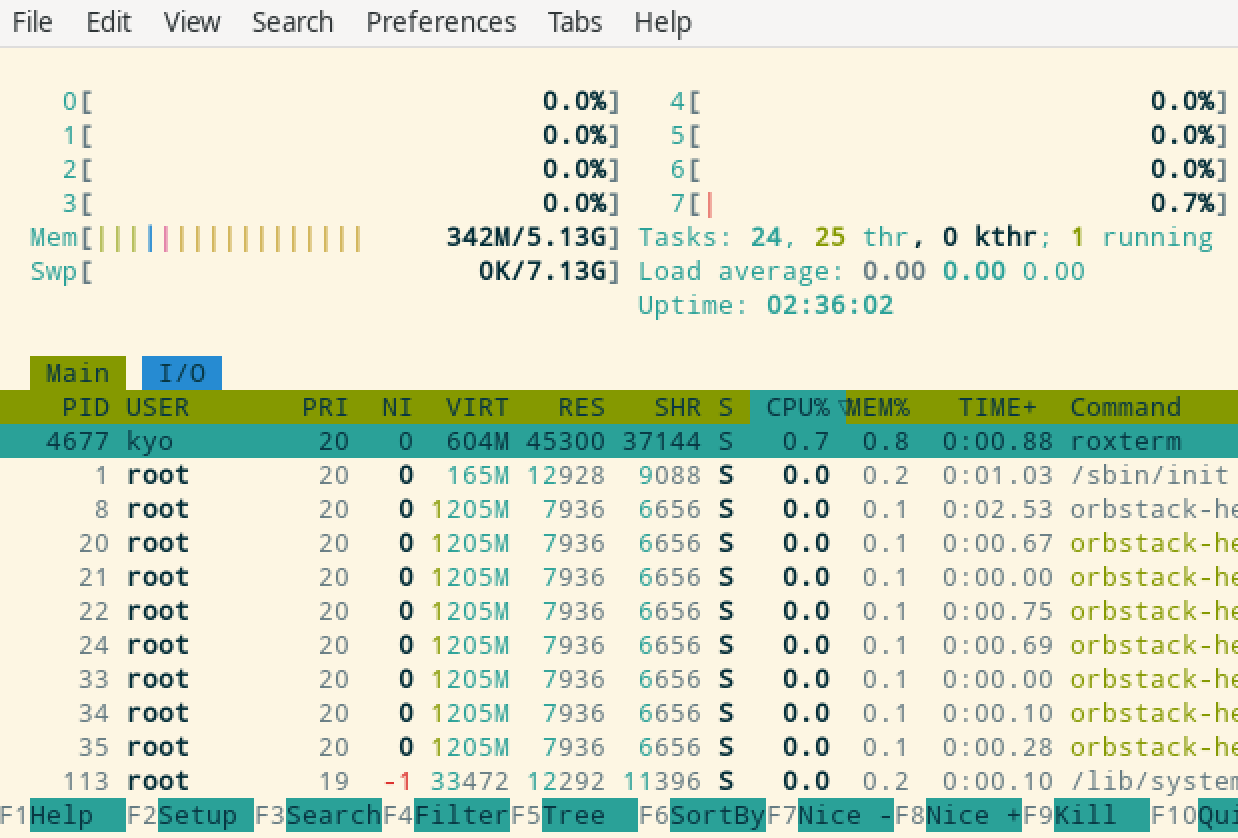 File Edit View Search Preferences Tabs Help
0[ 0.0%] 4[ 0.0%]
1[ 0.0%] 5[ 0.0%]
2[ 0.0%] 6[ 0.0%]
3[ 0.0%] 7[| 0.7%]
Mem[||||||||||||||||| 342M/5.13G] Tasks: 24, 25 thr, 0 kthr; 1 running
Swp[ 0K/7.13G] Load average: 0.00 0.00 0.00
Uptime: 02:36:02
Main I/O
PID USER PRI NI VIRT RES SHR S CPU%▽MEM% TIME+ Command
4677 kyo 20 0 604M 45300 37144 S 0.7 0.8 0:00.88 roxterm
1 root 20 0 165M 12928 9088 S 0.0 0.2 0:01.03 /sbin/init
8 root 20 0 1205M 7936 6656 S 0.0 0.1 0:02.53 orbstack-he
20 root 20 0 1205M 7936 6656 S 0.0 0.1 0:00.67 orbstack-he
21 root 20 0 1205M 7936 6656 S 0.0 0.1 0:00.00 orbstack-he
22 root 20 0 1205M 7936 6656 S 0.0 0.1 0:00.75 orbstack-he
24 root 20 0 1205M 7936 6656 S 0.0 0.1 0:00.69 orbstack-he
33 root 20 0 1205M 7936 6656 S 0.0 0.1 0:00.00 orbstack-he
34 root 20 0 1205M 7936 6656 S 0.0 0.1 0:00.10 orbstack-he
35 root 20 0 1205M 7936 6656 S 0.0 0.1 0:00.28 orbstack-he
113 root 19 -1 33472 12292 11396 S 0.0 0.2 0:00.10 /lib/system
F1Help F2Setup F3SearchF4FilterF5Tree F6SortByF7Nice -F8Nice +F9Kill F10Qui